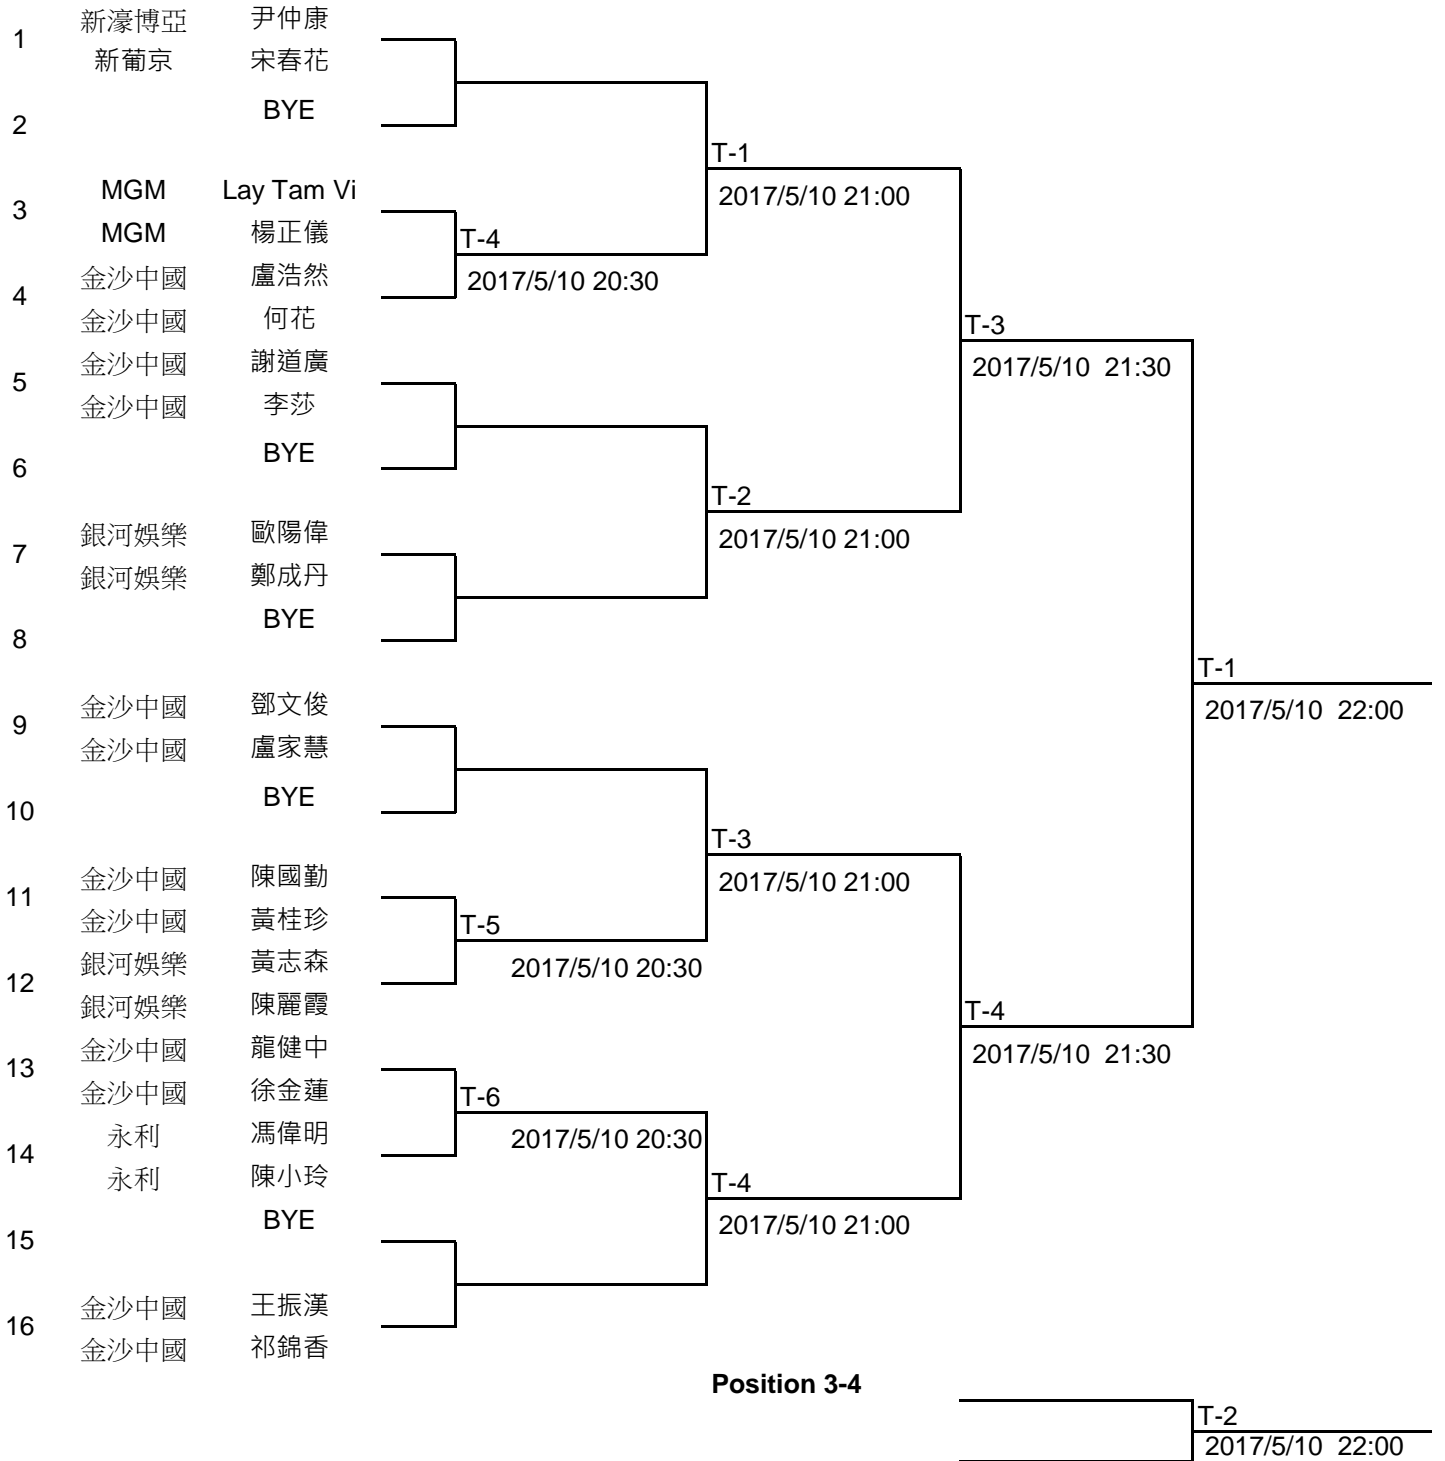 新濠博亞 尹仲康
1
新葡京 宋春花
BYE
2
T-1
MGM Lay Tam Vi 2017/5/10 21:00
3
MGM 楊正儀 T-4
金沙中國 盧浩然 2017/5/10 20:30
4
金沙中國 何花 T-3
金沙中國 謝道廣 2017/5/10 21:30
5
金沙中國 李莎
BYE
6
T-2
銀河娛樂 歐陽偉 2017/5/10 21:00
7
銀河娛樂 鄭成丹
BYE
8
T-1
金沙中國 鄧文俊 2017/5/10 22:00
9
金沙中國 盧家慧
BYE
10
T-3
金沙中國 陳國勤 2017/5/10 21:00
11
金沙中國 黃桂珍 T-5
銀河娛樂 黃志森 2017/5/10 20:30
12
銀河娛樂 陳麗霞 T-4
金沙中國 龍健中 2017/5/10 21:30
13
金沙中國 徐金蓮 T-6
永利 馮偉明 2017/5/10 20:30
14
永利 陳小玲 T-4
BYE 2017/5/10 21:00
15
金沙中國 王振漢
16
金沙中國 祁錦香
Position 3-4
T-2
2017/5/10 22:00